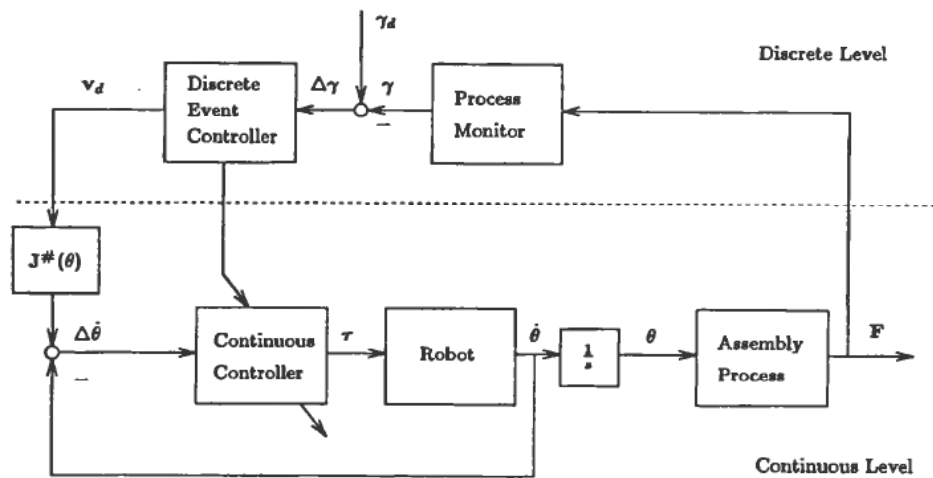 γd
Discrete Level
vd
Discrete
Event
Controller
Δγ
γ
−
Process
Monitor
J#(θ)
Δθ̇
−
Continuous
Controller
τ
Robot
θ̇
1/s
θ
Assembly
Process
F
Continuous Level